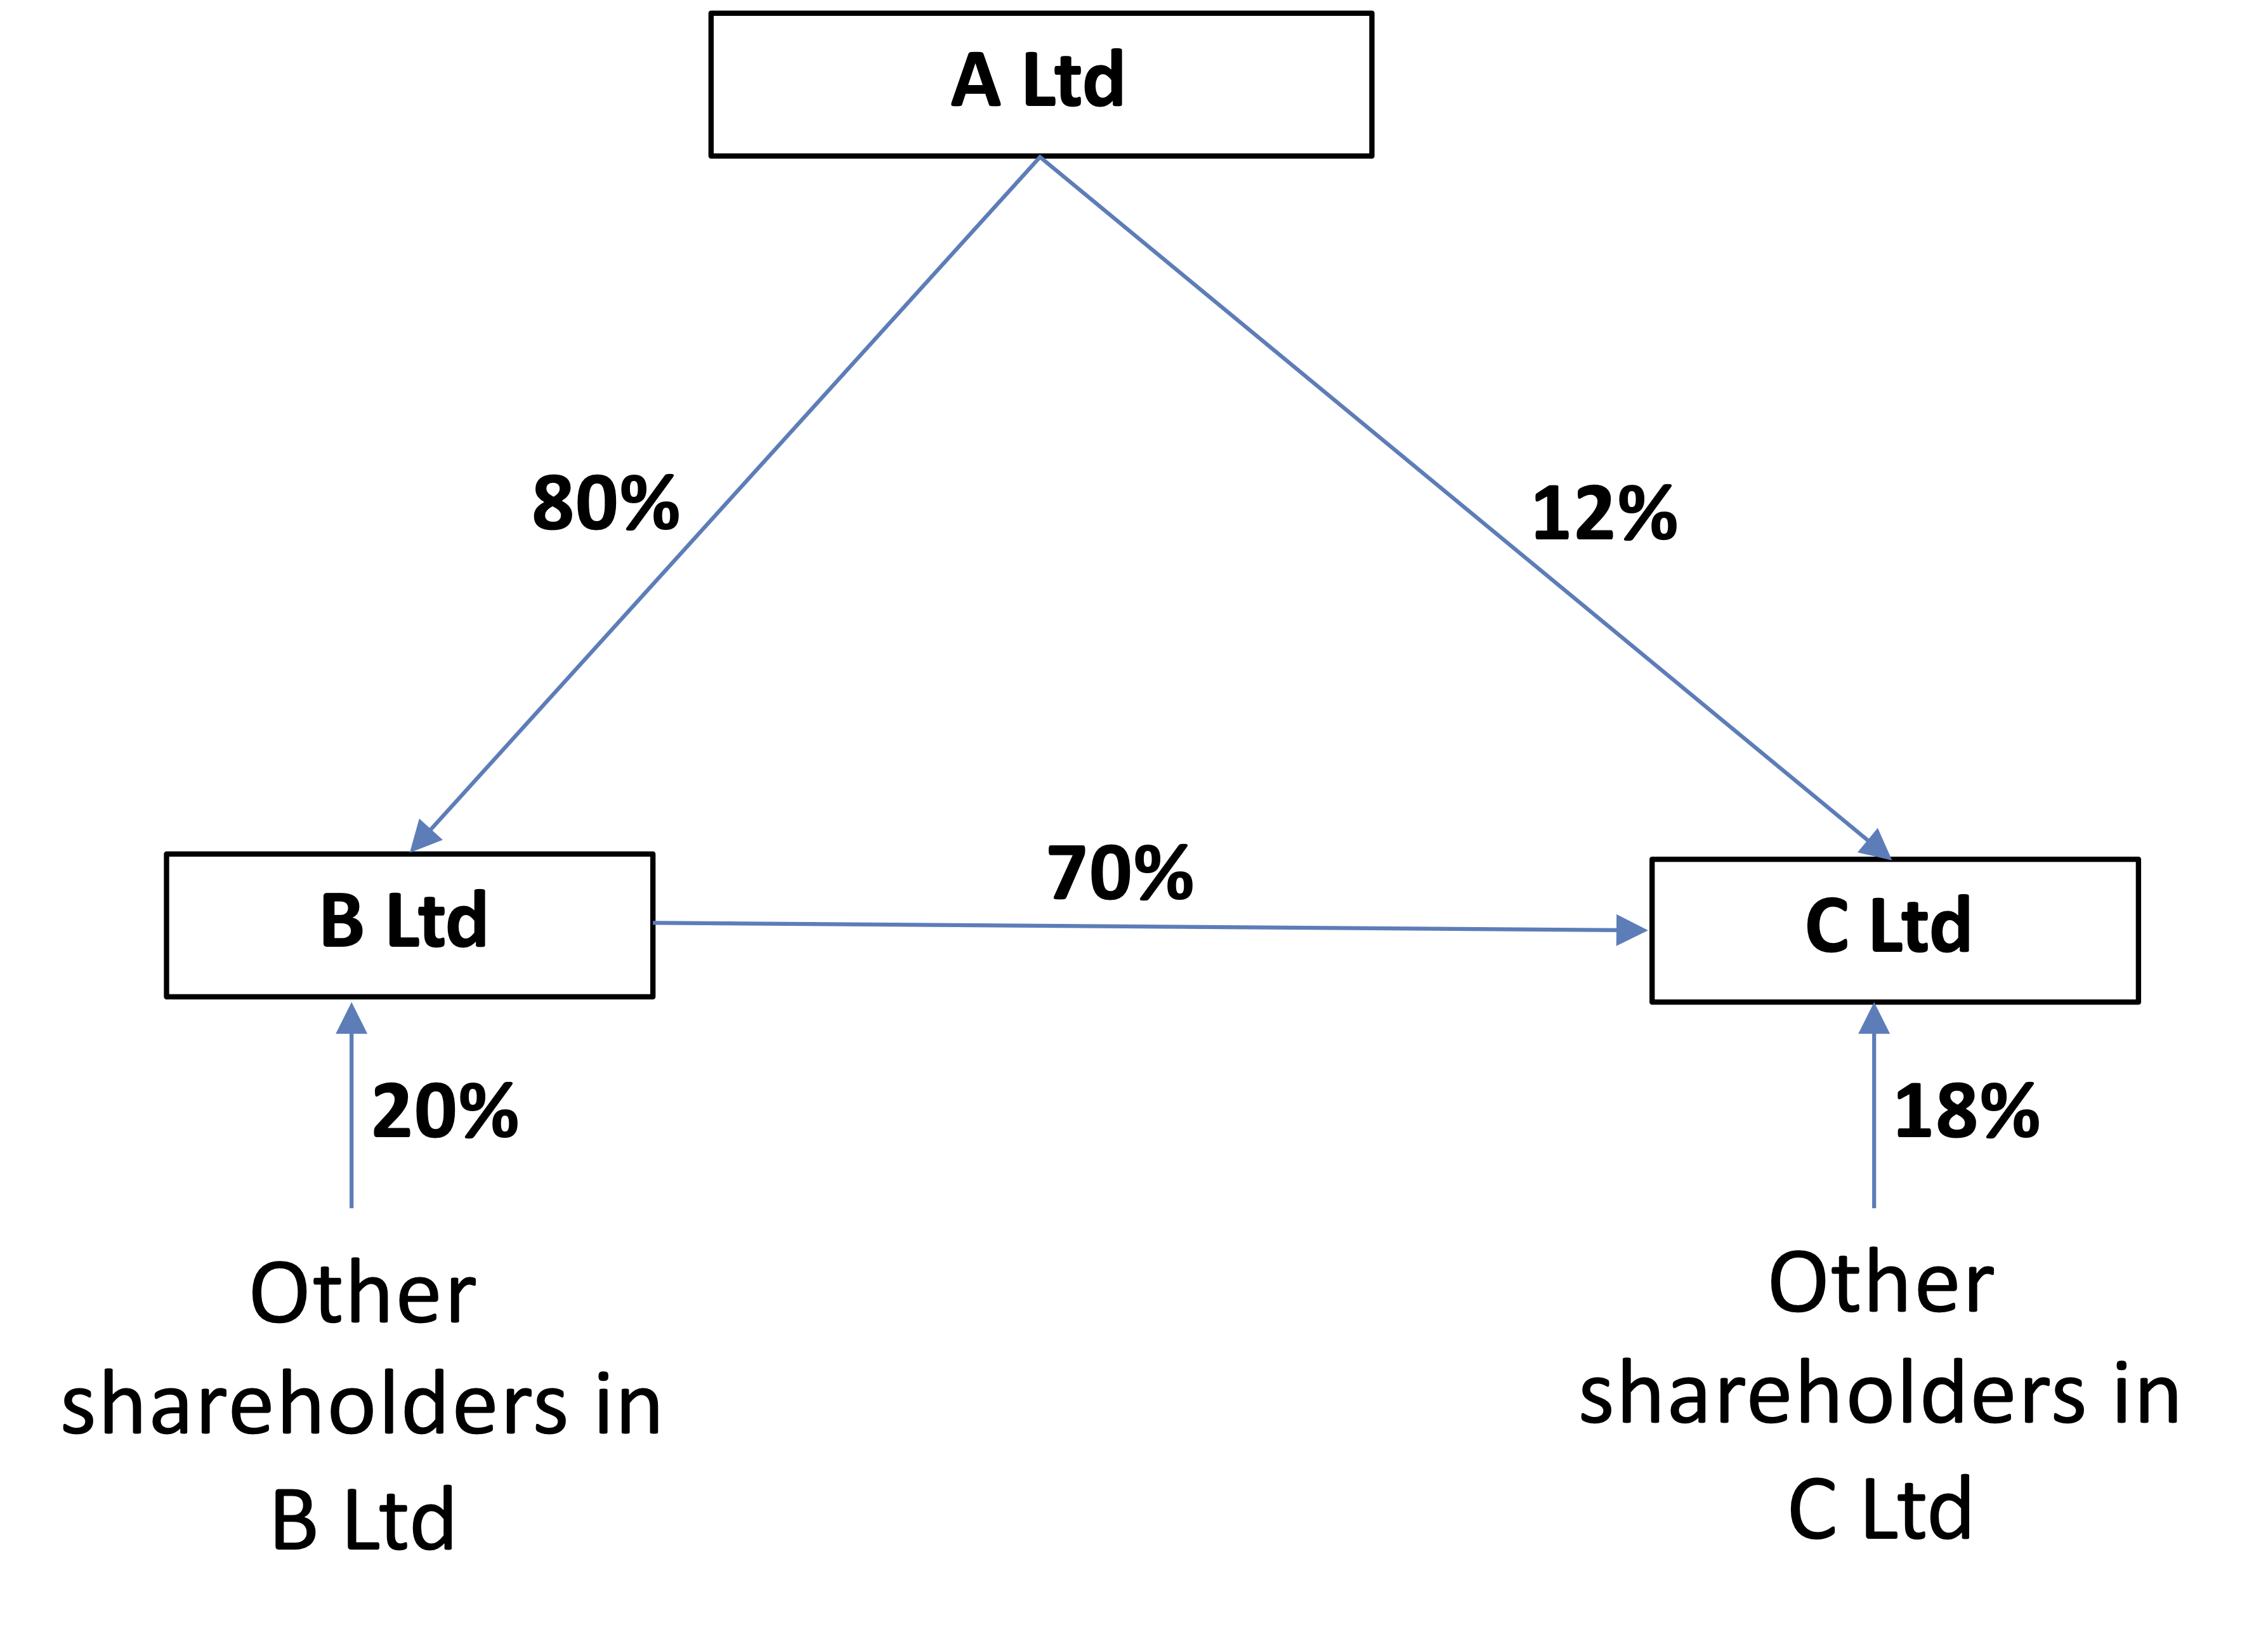 A Ltd
80%
12%
70%
B Ltd
C Ltd
20%
18%
Other
shareholders in
B Ltd
Other
shareholders in
C Ltd